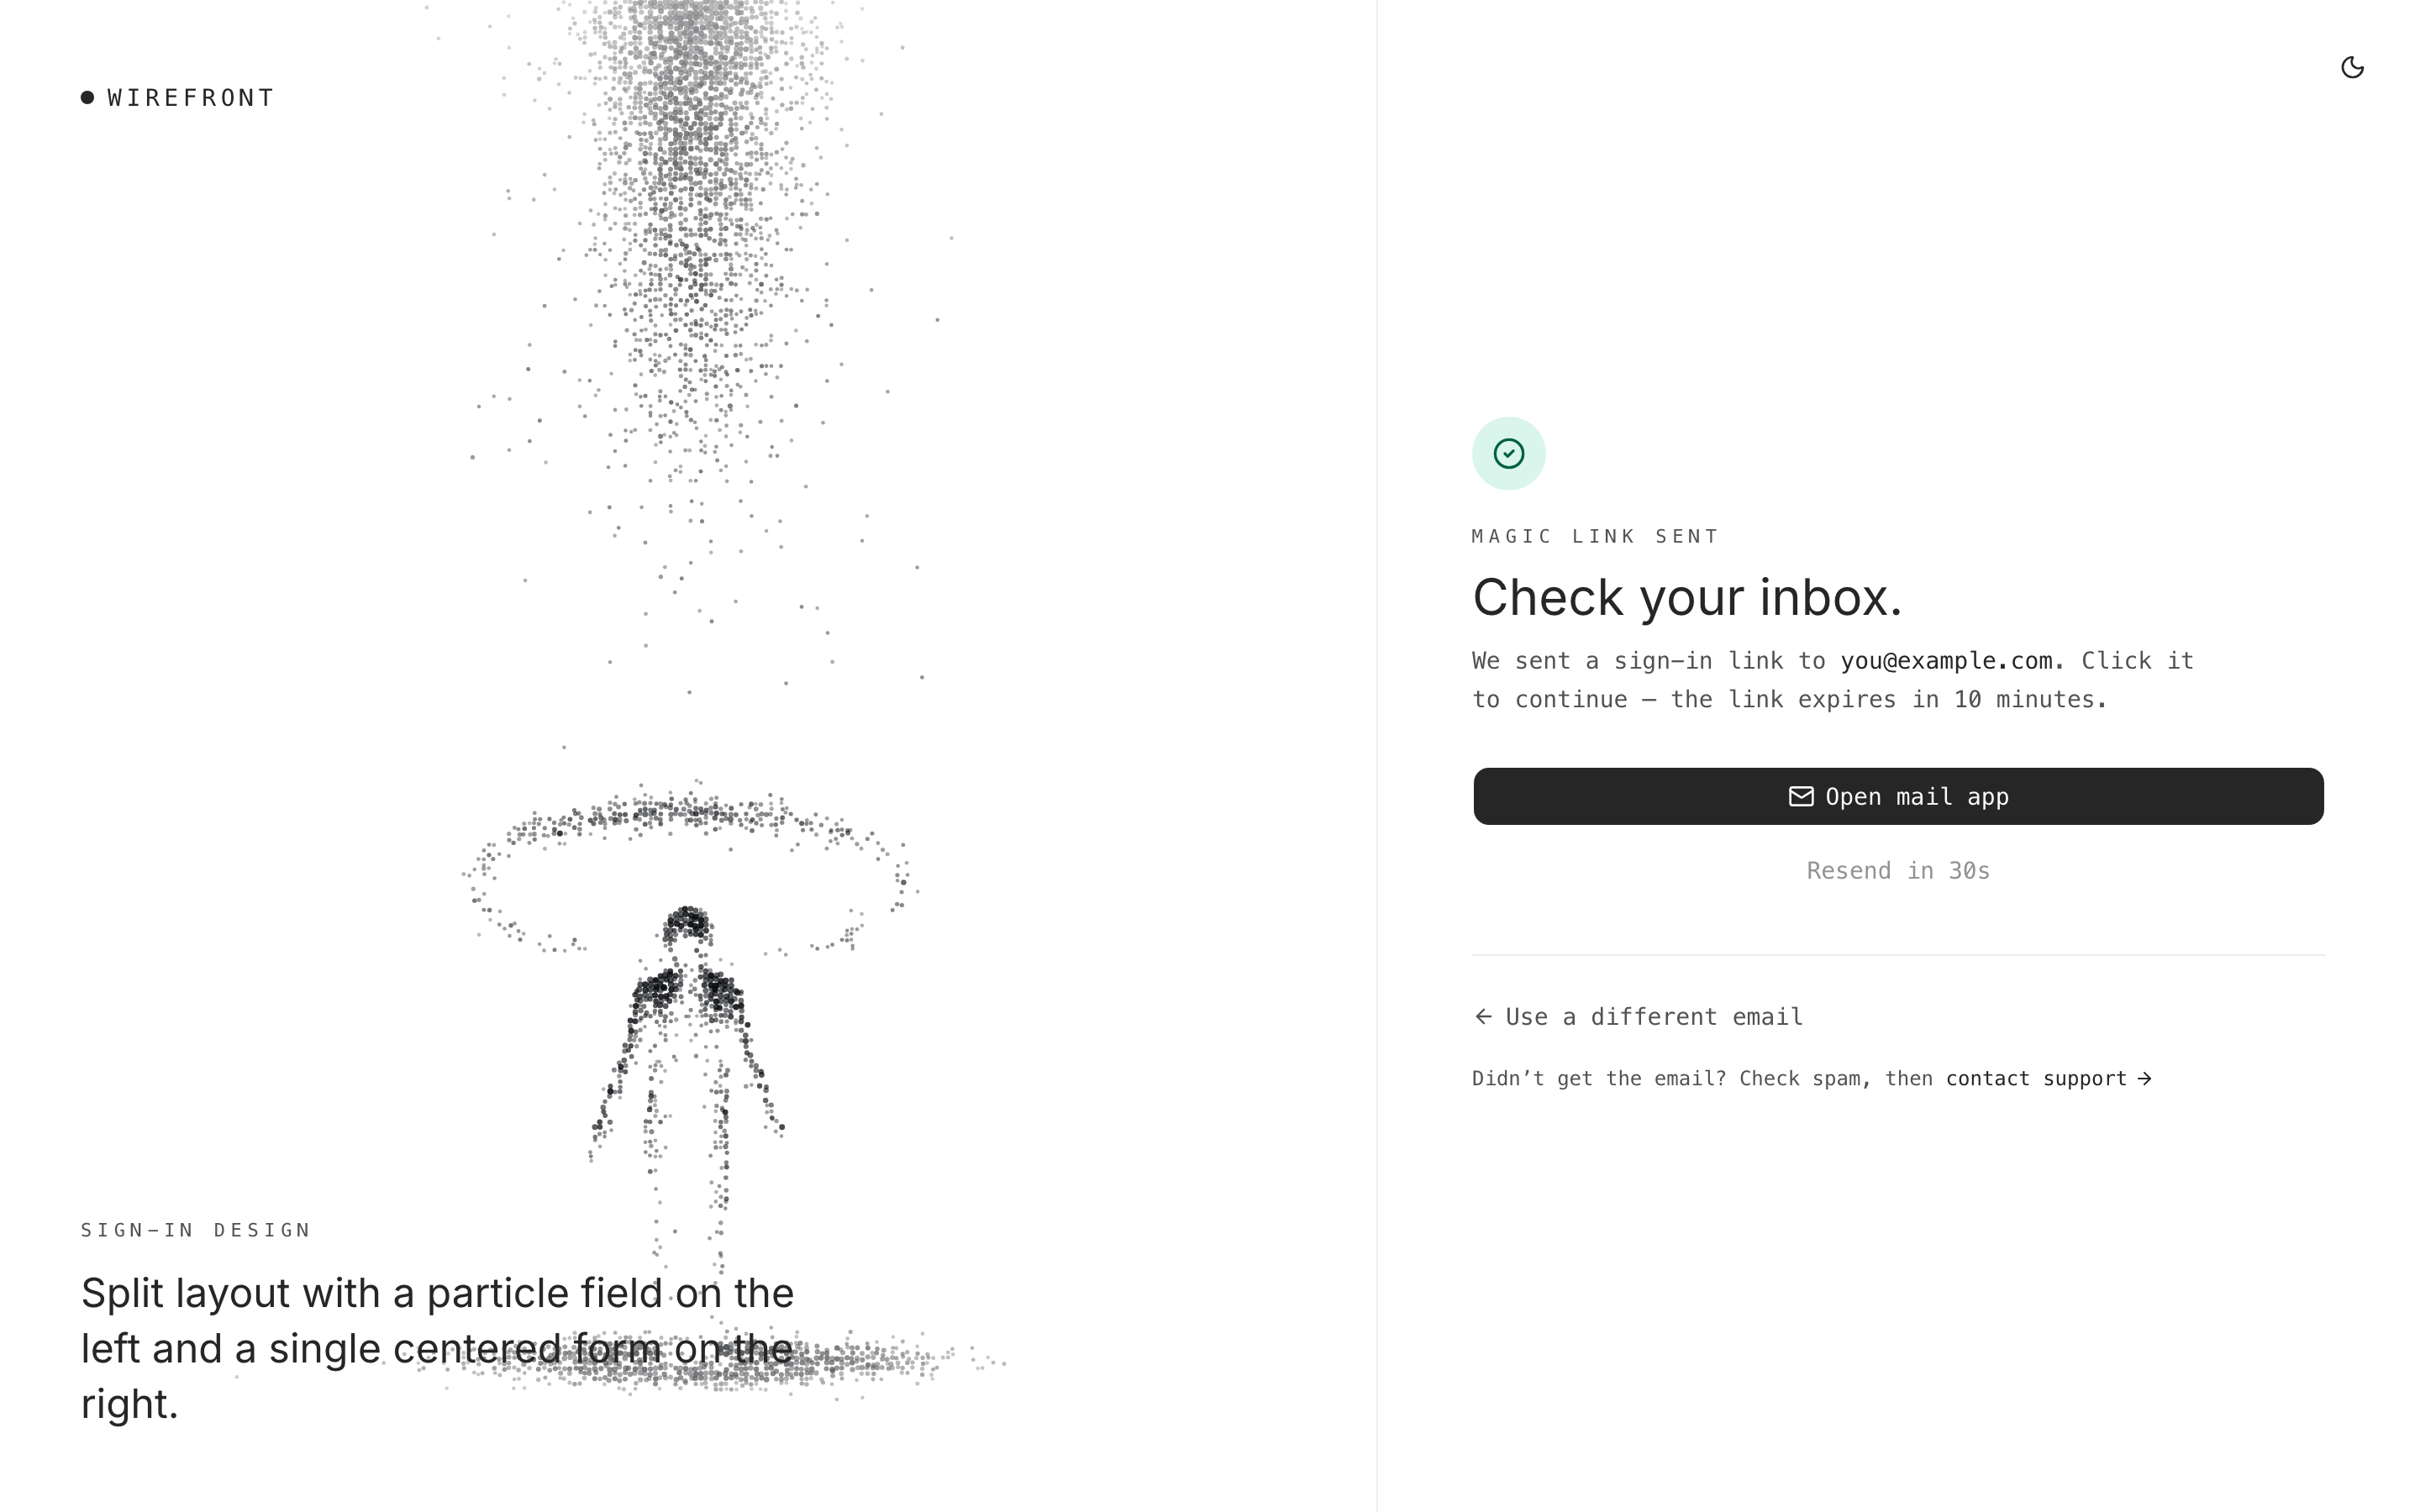 WIREFRONT
SIGN-IN DESIGN
Split layout with a particle field on the
left and a single centered form on the
right.
MAGIC LINK SENT
Check your inbox.
We sent a sign-in link to you@example.com. Click it
to continue — the link expires in 10 minutes.
Open mail app
Resend in 30s
← Use a different email
Didn’t get the email? Check spam, then contact support →